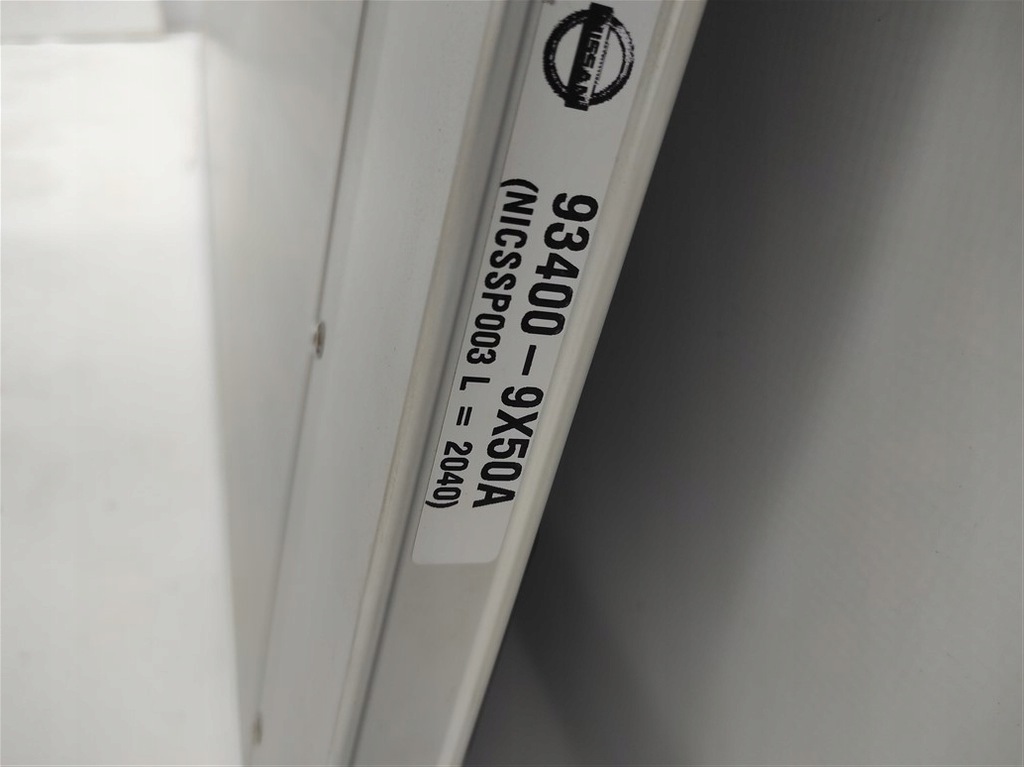 NISSAN
93400-9X50A
(NICSSP003 L = 2040)